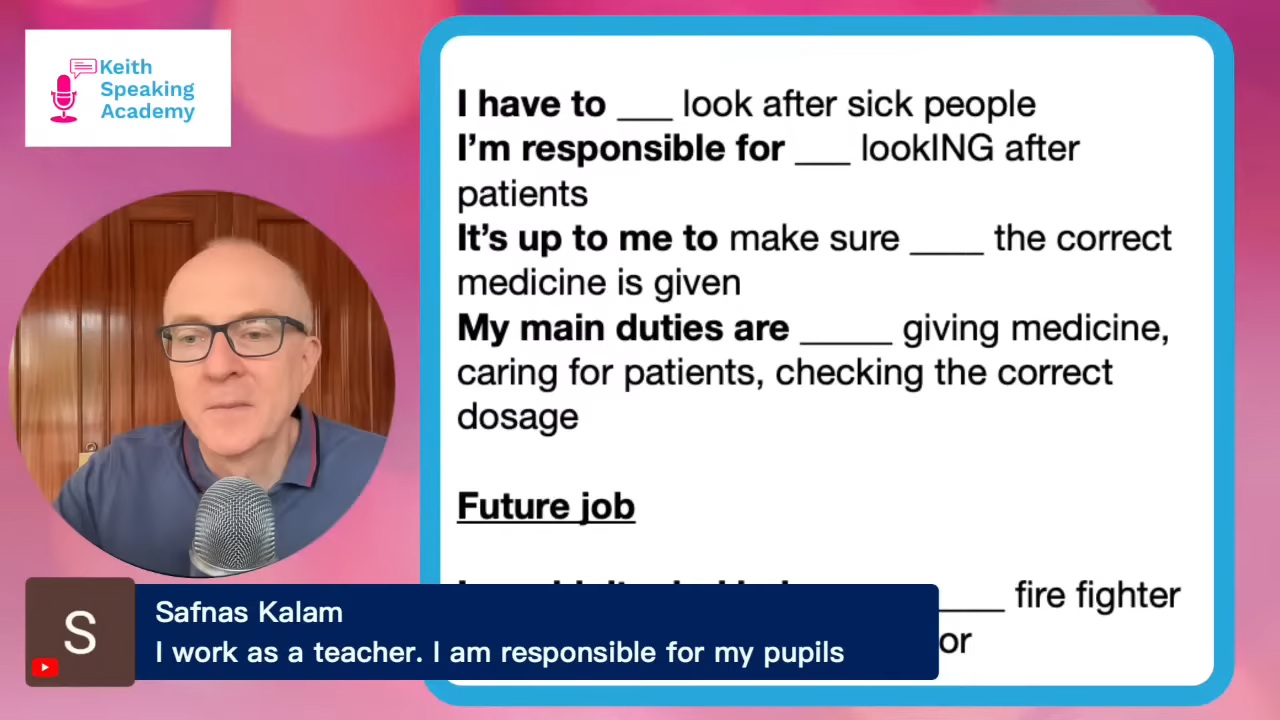 Keith
Speaking
Academy
I have to ___ look after sick people
I'm responsible for ___ lookING after
patients
It's up to me to make sure ____ the correct
medicine is given
My main duties are _____ giving medicine,
caring for patients, checking the correct
dosage
Future job
____ fire fighter
or
S
Safnas Kalam
I work as a teacher. I am responsible for my pupils